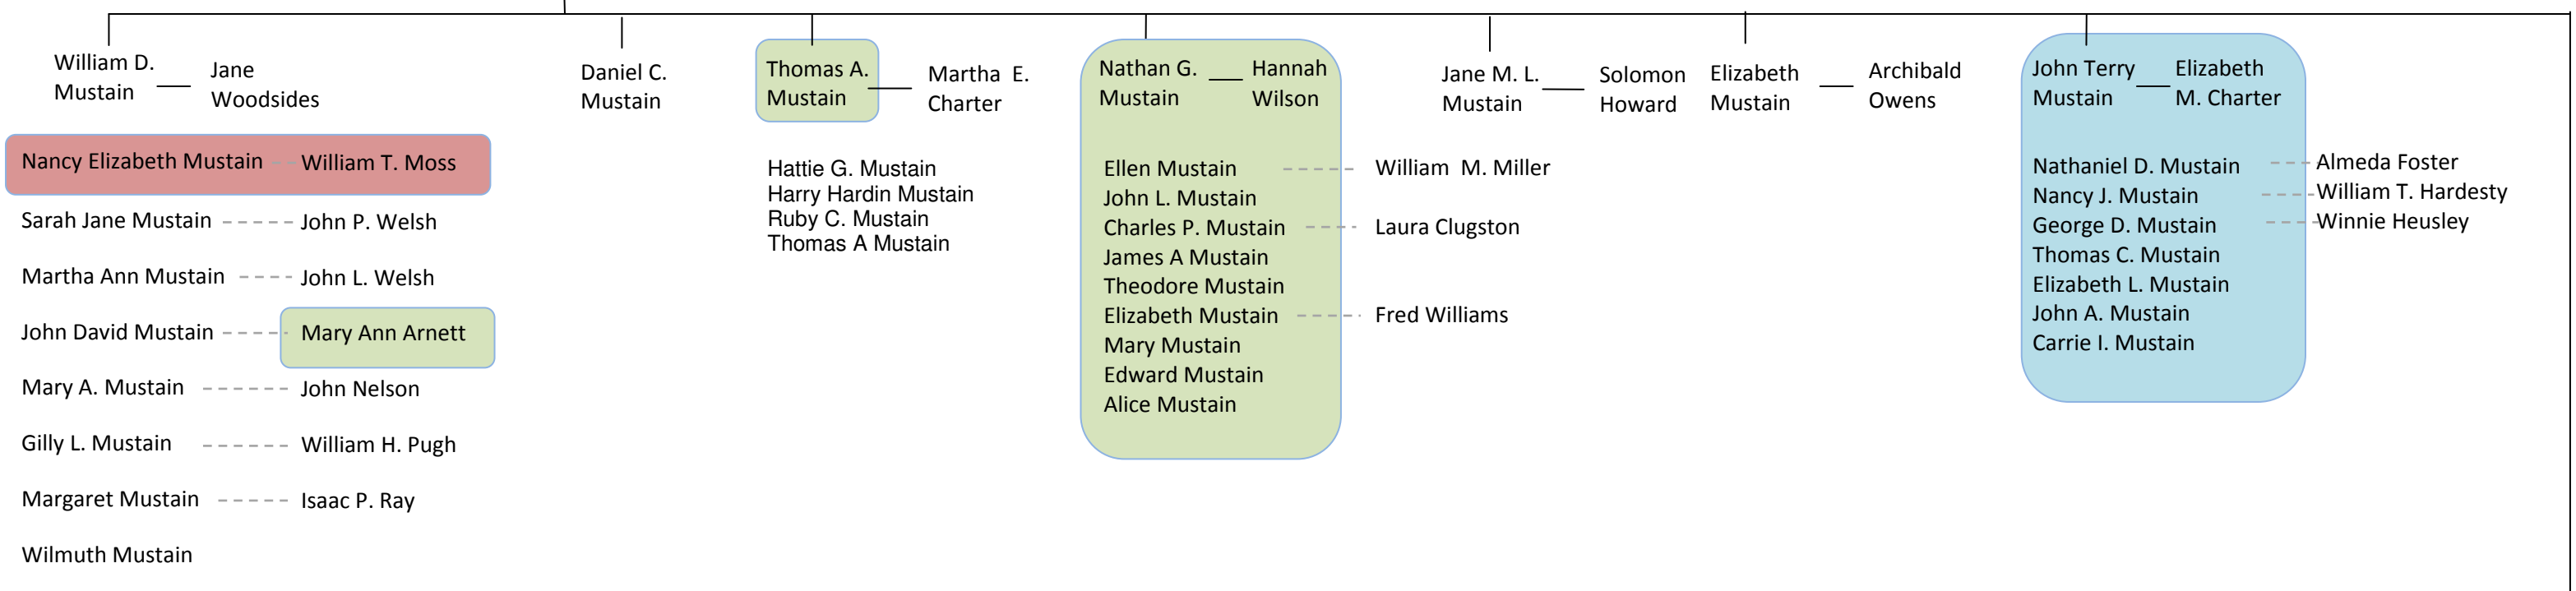 William D.
Mustain
Jane
Woodsides
Nancy Elizabeth Mustain
William T. Moss
Sarah Jane Mustain
John P. Welsh
Martha Ann Mustain
John L. Welsh
John David Mustain
Mary Ann Arnett
Mary A. Mustain
John Nelson
Gilly L. Mustain
William H. Pugh
Margaret Mustain
Isaac P. Ray
Wilmuth Mustain
Daniel C.
Mustain
Thomas A.
Mustain
Martha E.
Charter
Hattie G. Mustain
Harry Hardin Mustain
Ruby C. Mustain
Thomas A Mustain
Nathan G.
Mustain
Hannah
Wilson
Ellen Mustain
William M. Miller
John L. Mustain
Charles P. Mustain
Laura Clugston
James A Mustain
Theodore Mustain
Elizabeth Mustain
Fred Williams
Mary Mustain
Edward Mustain
Alice Mustain
Jane M. L.
Mustain
Solomon
Howard
Elizabeth
Mustain
Archibald
Owens
John Terry
Mustain
Elizabeth
M. Charter
Nathaniel D. Mustain
Almeda Foster
Nancy J. Mustain
William T. Hardesty
George D. Mustain
Winnie Heusley
Thomas C. Mustain
Elizabeth L. Mustain
John A. Mustain
Carrie I. Mustain